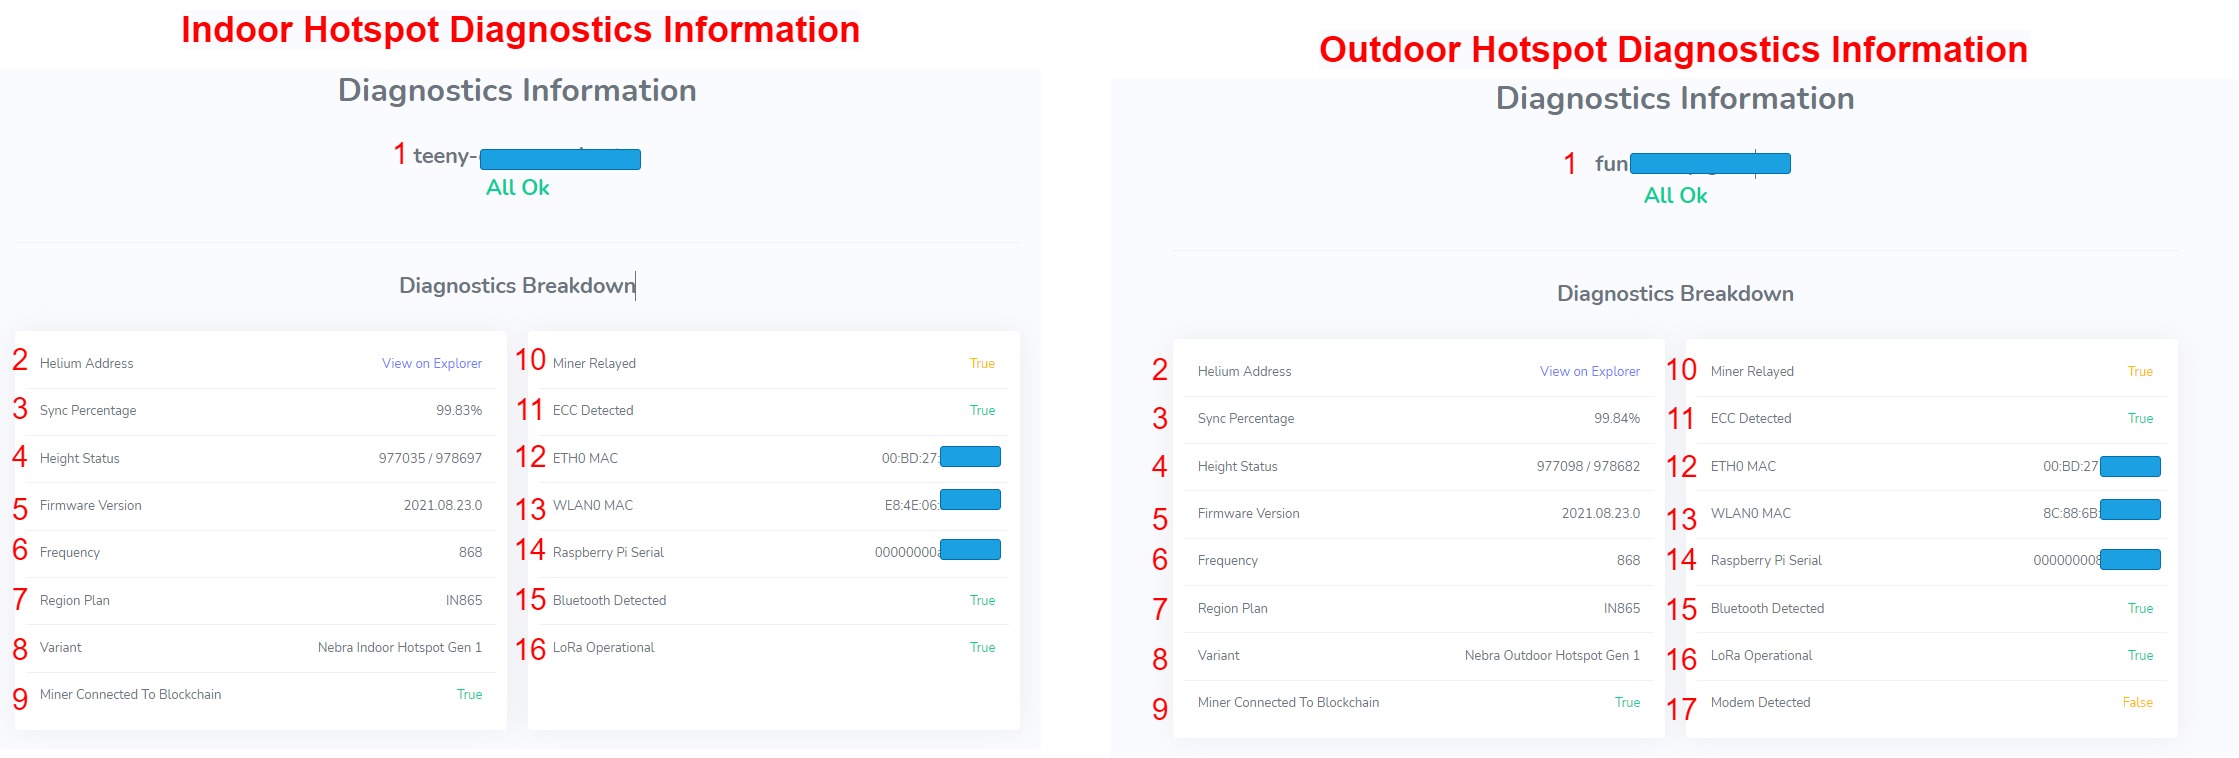 Indoor Hotspot Diagnostics Information
Diagnostics Information
1 teeny-
All Ok
Diagnostics Breakdown
2 Helium Address View on Explorer
3 Sync Percentage 99.83%
4 Height Status 977035 / 978697
5 Firmware Version 2021.08.23.0
6 Frequency 868
7 Region Plan IN865
8 Variant Nebra Indoor Hotspot Gen 1
9 Miner Connected To Blockchain True
10 Miner Relayed True
11 ECC Detected True
12 ETH0 MAC 00:BD:27:
13 WLAN0 MAC E8:4E:06:
14 Raspberry Pi Serial 00000000
15 Bluetooth Detected True
16 LoRa Operational True
Outdoor Hotspot Diagnostics Information
Diagnostics Information
1 fun
All Ok
Diagnostics Breakdown
2 Helium Address View on Explorer
3 Sync Percentage 99.84%
4 Height Status 977098 / 978682
5 Firmware Version 2021.08.23.0
6 Frequency 868
7 Region Plan IN865
8 Variant Nebra Outdoor Hotspot Gen 1
9 Miner Connected To Blockchain True
10 Miner Relayed True
11 ECC Detected True
12 ETH0 MAC 00:BD:27
13 WLAN0 MAC 8C:88:6B:
14 Raspberry Pi Serial 00000000
15 Bluetooth Detected True
16 LoRa Operational True
17 Modem Detected False